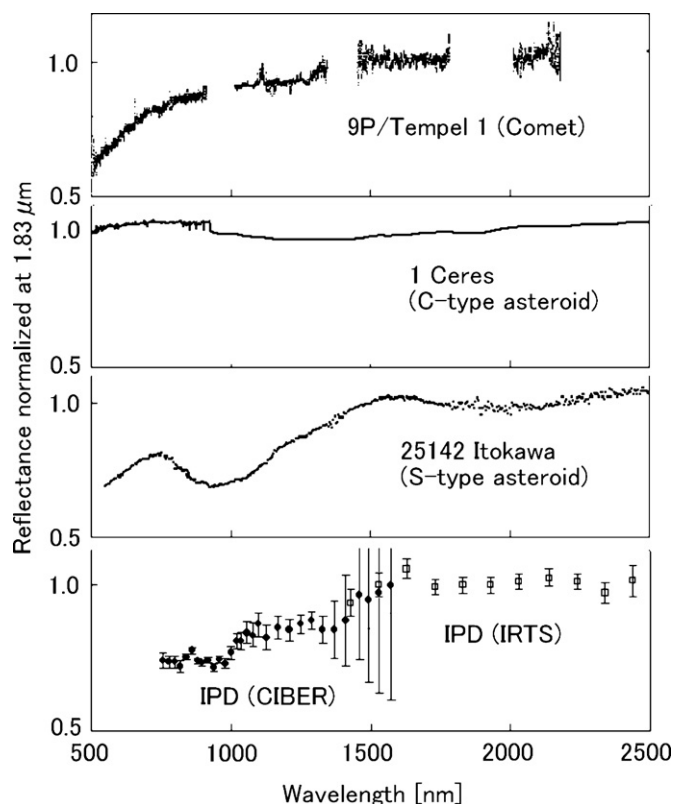 Reflectance normalized at 1.83 μm
1.0
9P/Tempel 1 (Comet)
0.5
1.0
1 Ceres
(C-type asteroid)
0.5
1.0
25142 Itokawa
(S-type asteroid)
0.5
1.0
IPD (IRTS)
IPD (CIBER)
0.5
500 1000 1500 2000 2500
Wavelength [nm]